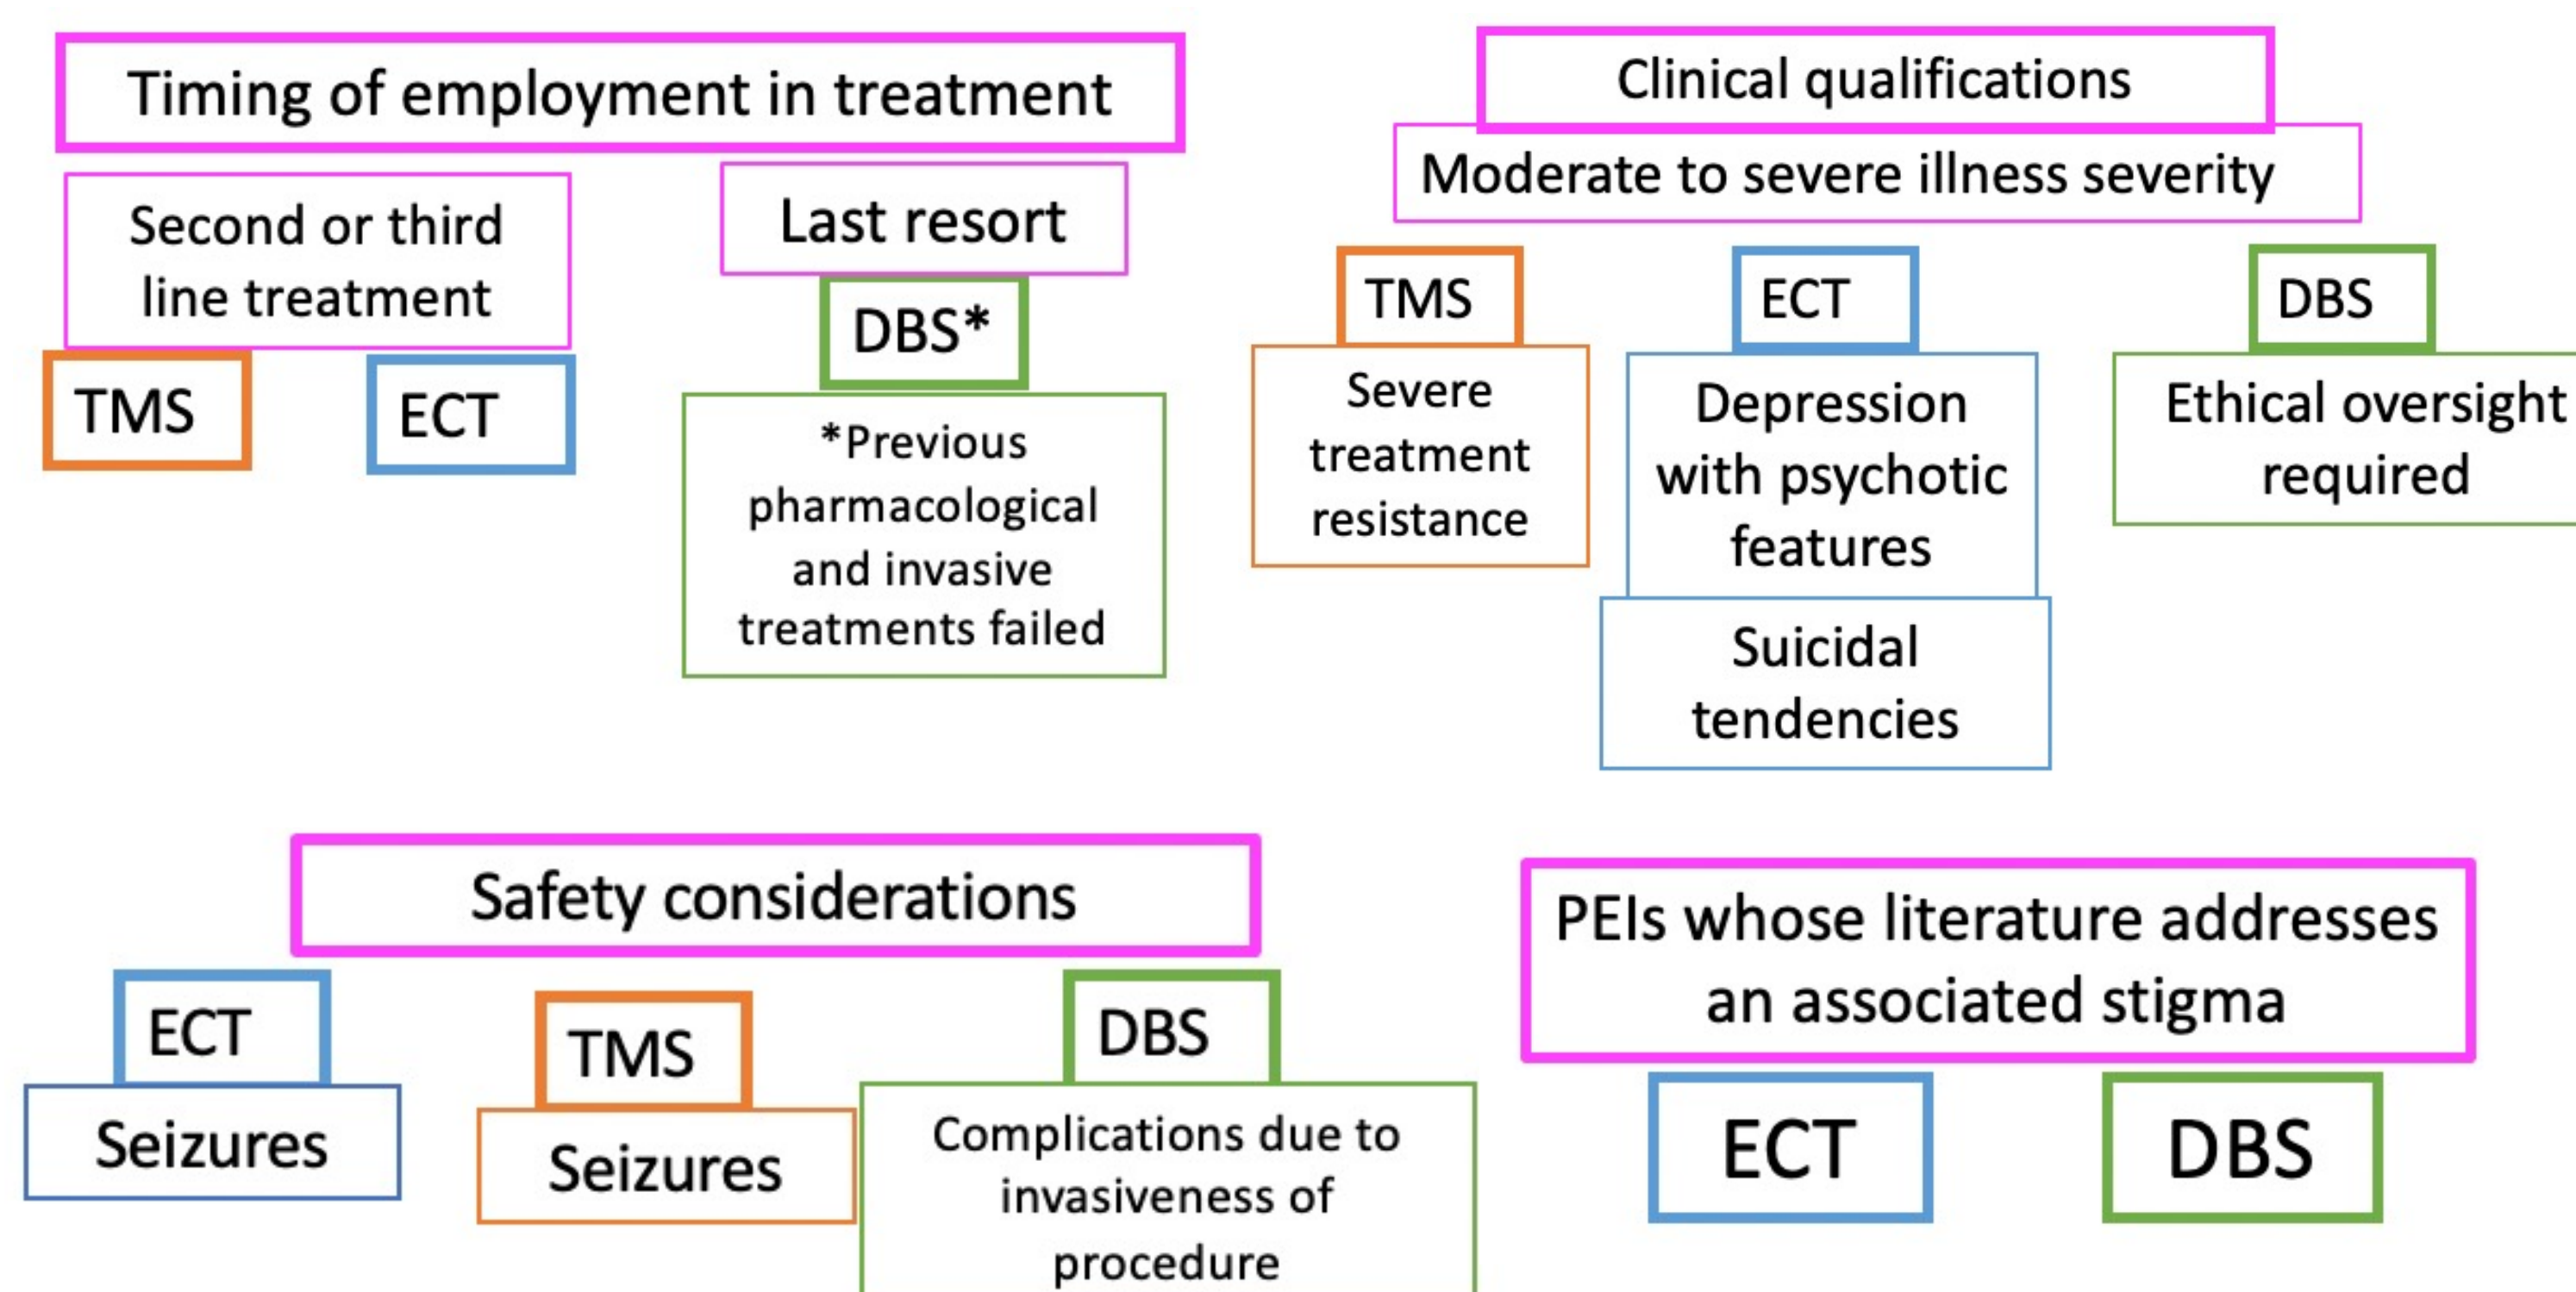 Timing of employment in treatment
Second or third
line treatment
TMS
ECT
Last resort
DBS*
*Previous
pharmacological
and invasive
treatments failed
Clinical qualifications
Moderate to severe illness severity
TMS
Severe
treatment
resistance
ECT
Depression
with psychotic
features
Suicidal
tendencies
DBS
Ethical oversight
required
Safety considerations
ECT
Seizures
TMS
Seizures
DBS
Complications due to
invasiveness of
procedure
PEIs whose literature addresses
an associated stigma
ECT
DBS